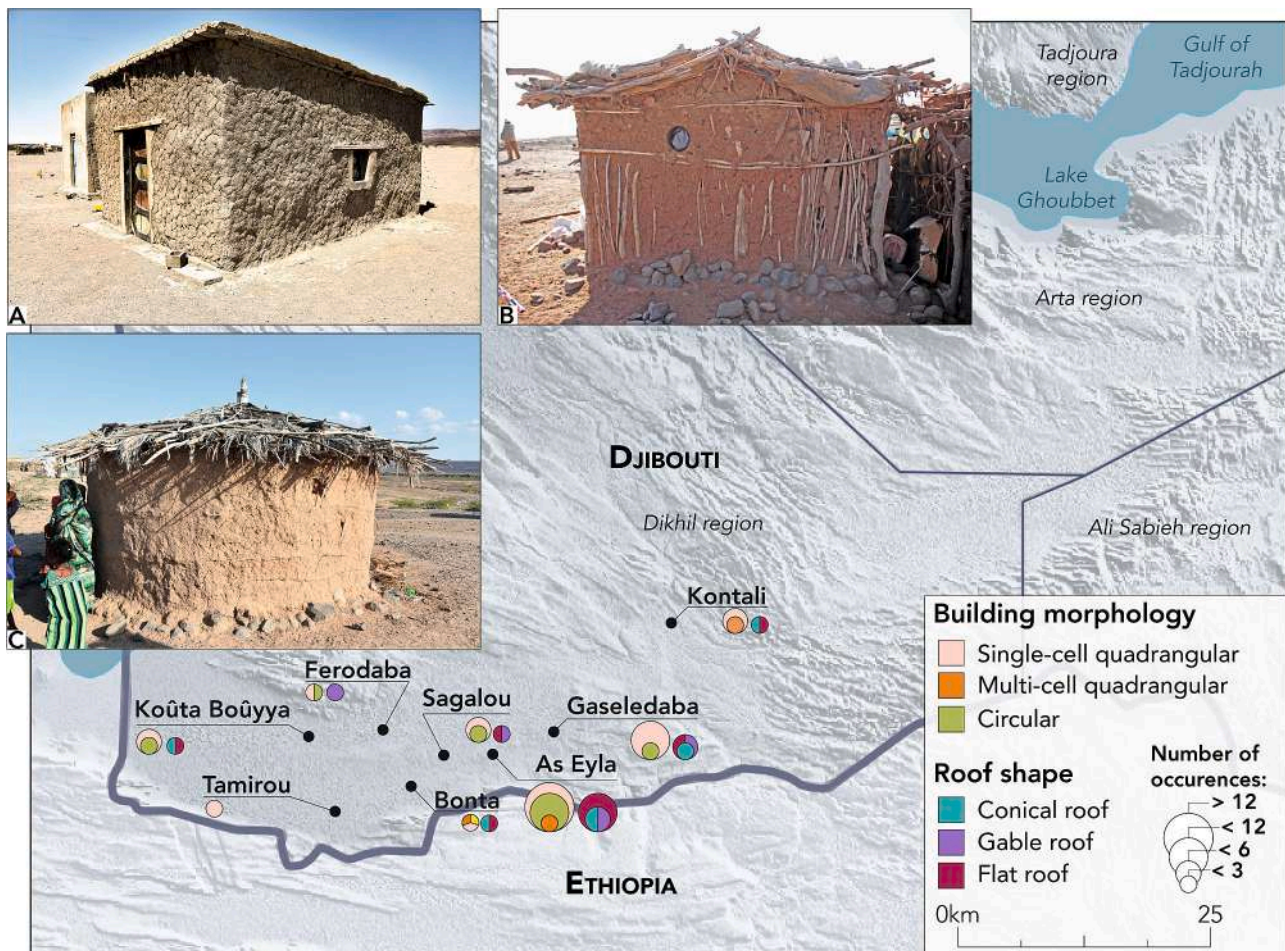 A
B
C
Tadjoura
region
Gulf of
Tadjourah
Lake
Ghoubbet
Arta region
DJIBOUTI
Dikhil region
Ali Sabieh region
Kontali
Ferodaba
Sagalou
Gaseledaba
Koûta Boûyya
As Eyla
Tamirou
Bonta
ETHIOPIA
Building morphology
Single-cell quadrangular
Multi-cell quadrangular
Circular
Roof shape
Conical roof
Gable roof
Flat roof
Number of
occurences:
> 12
< 12
< 6
< 3
0km 25